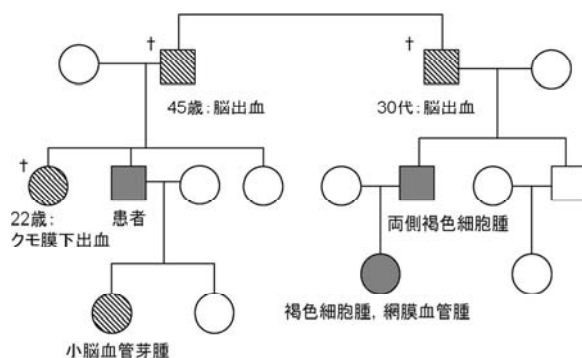 †
†
45歳：脳出血
30代：脳出血
†
22歳：
クモ膜下出血
患者
両側褐色細胞腫
小脳血管芽腫
褐色細胞腫，網膜血管腫